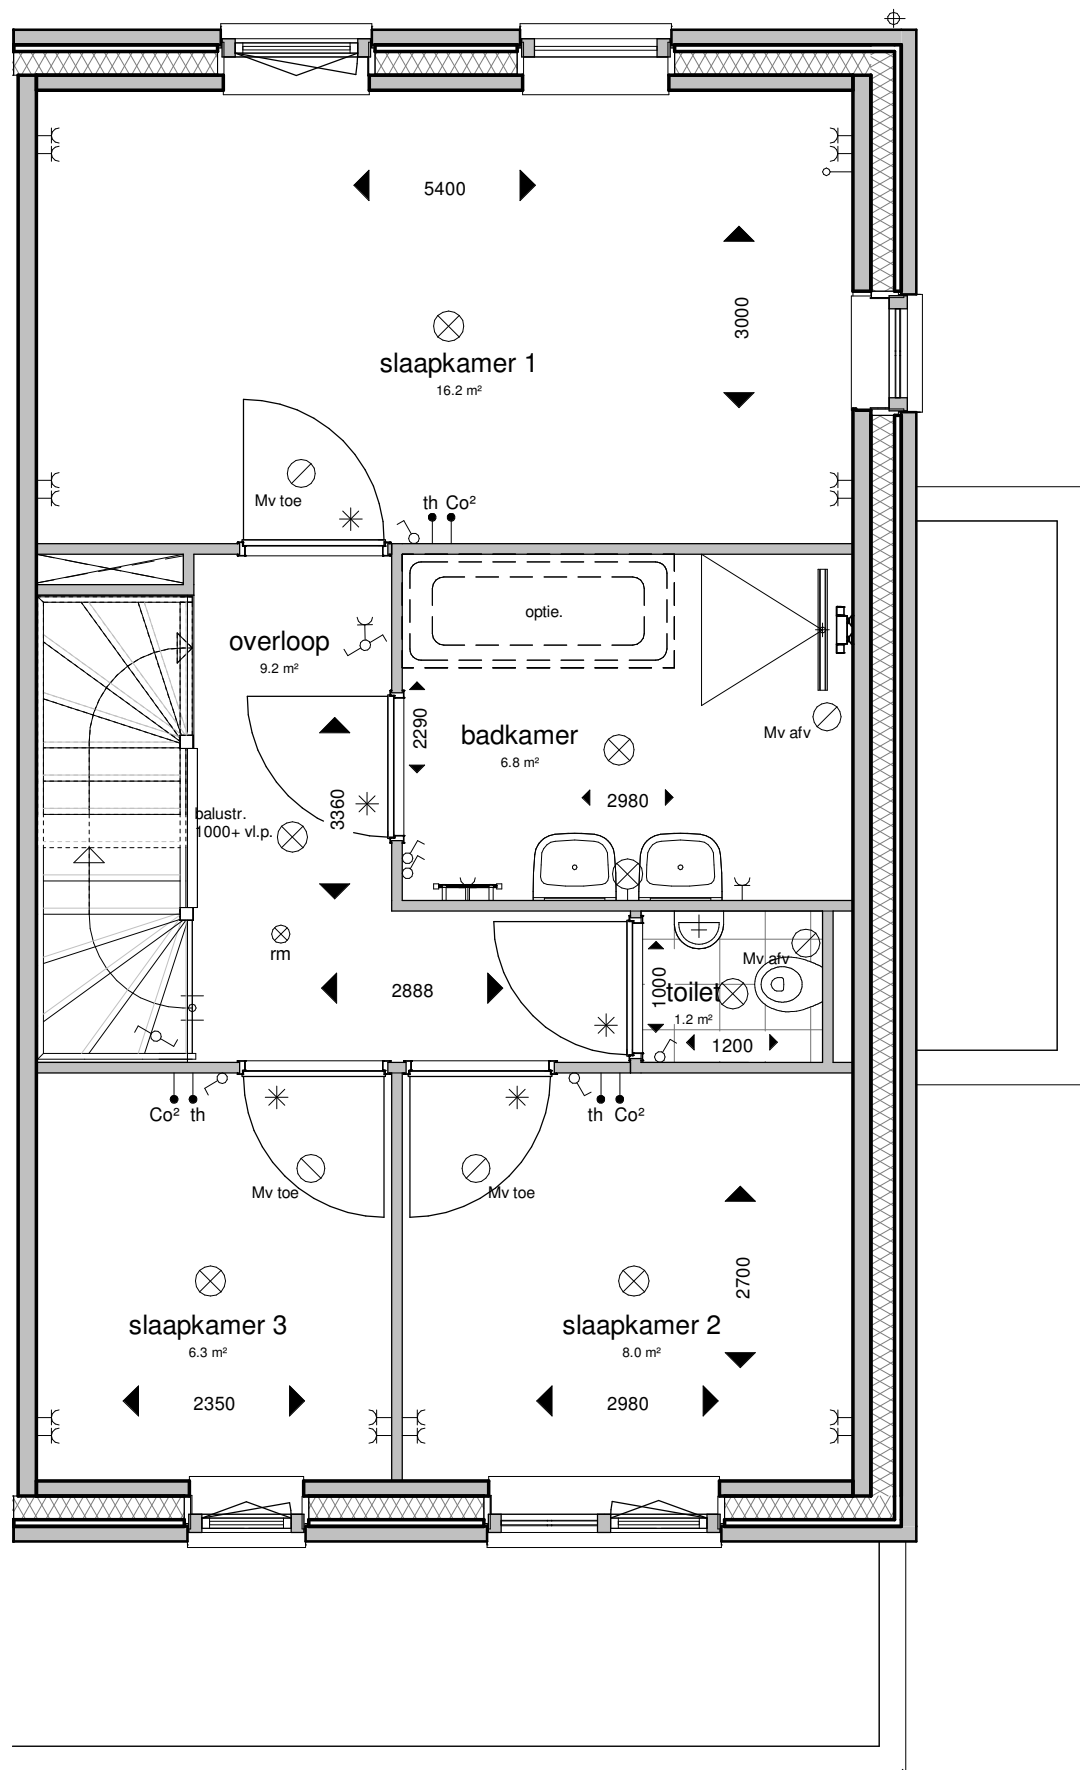 5400
3000
slaapkamer 1
16.2 m²
Mv toe
th Co²
optie.
overloop
9.2 m²
2290
badkamer
6.8 m²
Mv afv
2980
balustr.
1000+ vl.p.
3360
rm
2888
Mv afv
1000
toilet
1.2 m²
1200
Co² th
th Co²
Mv toe
Mv toe
2700
slaapkamer 3
6.3 m²
slaapkamer 2
8.0 m²
2350
2980